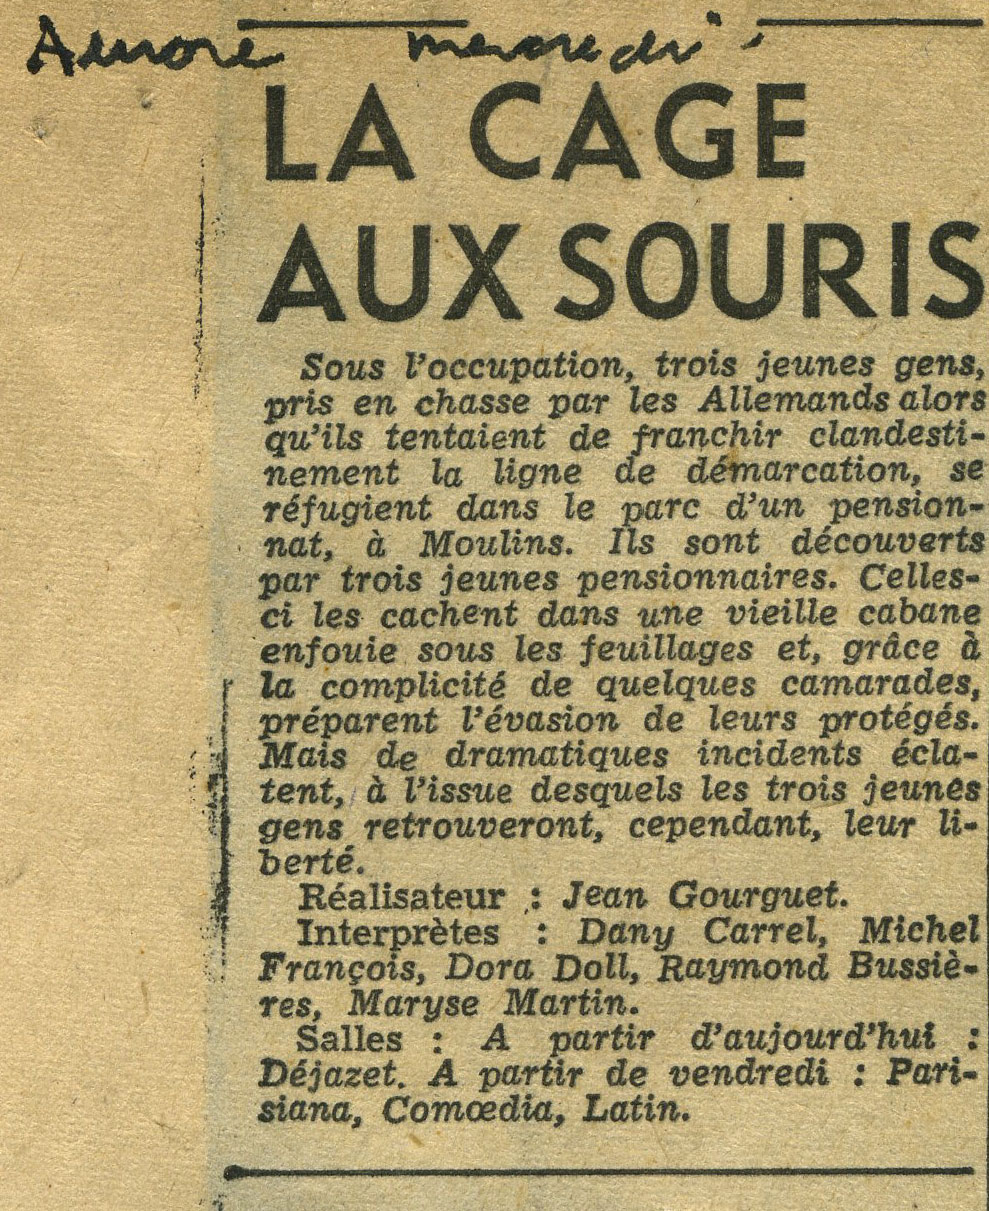 Aurore mercredi
LA CAGE
AUX SOURIS
Sous l'occupation, trois jeunes gens,
pris en chasse par les Allemands alors
qu'ils tentaient de franchir clandesti-
nement la ligne de démarcation, se
réfugient dans le parc d'un pension-
nat, à Moulins. Ils sont découverts
par trois jeunes pensionnaires. Celles-
ci les cachent dans une vieille cabane
enfouie sous les feuillages et, grâce à
la complicité de quelques camarades,
préparent l'évasion de leurs protégés.
Mais de dramatiques incidents écla-
tent, à l'issue desquels les trois jeunes
gens retrouveront, cependant, leur li-
berté.
Réalisateur : Jean Gourguet.
Interprètes : Dany Carrel, Michel
François, Dora Doll, Raymond Bussiè-
res, Maryse Martin.
Salles : A partir d'aujourd'hui :
Déjazet. A partir de vendredi : Pari-
siana, Comœdia, Latin.